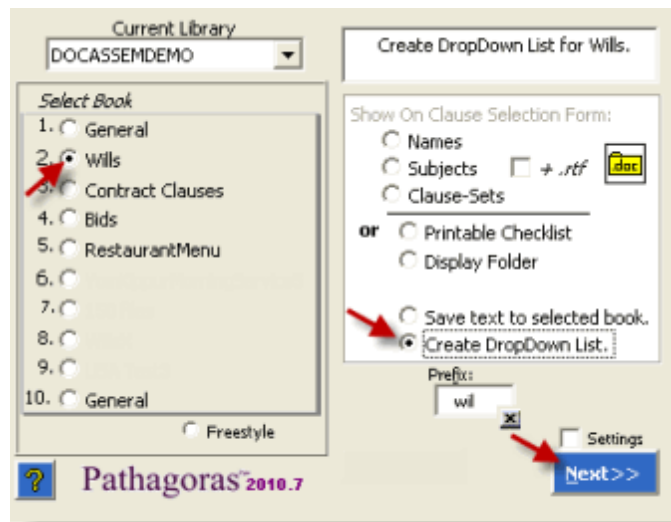 Current Library
DOCASSEMDEMO
Create DropDown List for Wills.
Select Book
1. General
2. Wills
3. Contract Clauses
4. Bids
5. RestaurantMenu
6.
7.
8.
9.
10. General
Freestyle
Show On Clause Selection Form:
Names
Subjects + .rtf .doc
Clause-Sets
or Printable Checklist
Display Folder
Save text to selected book.
Create DropDown List.
Prefix:
wil
x
Settings
? Pathagoras™ 2010.7
Next>>